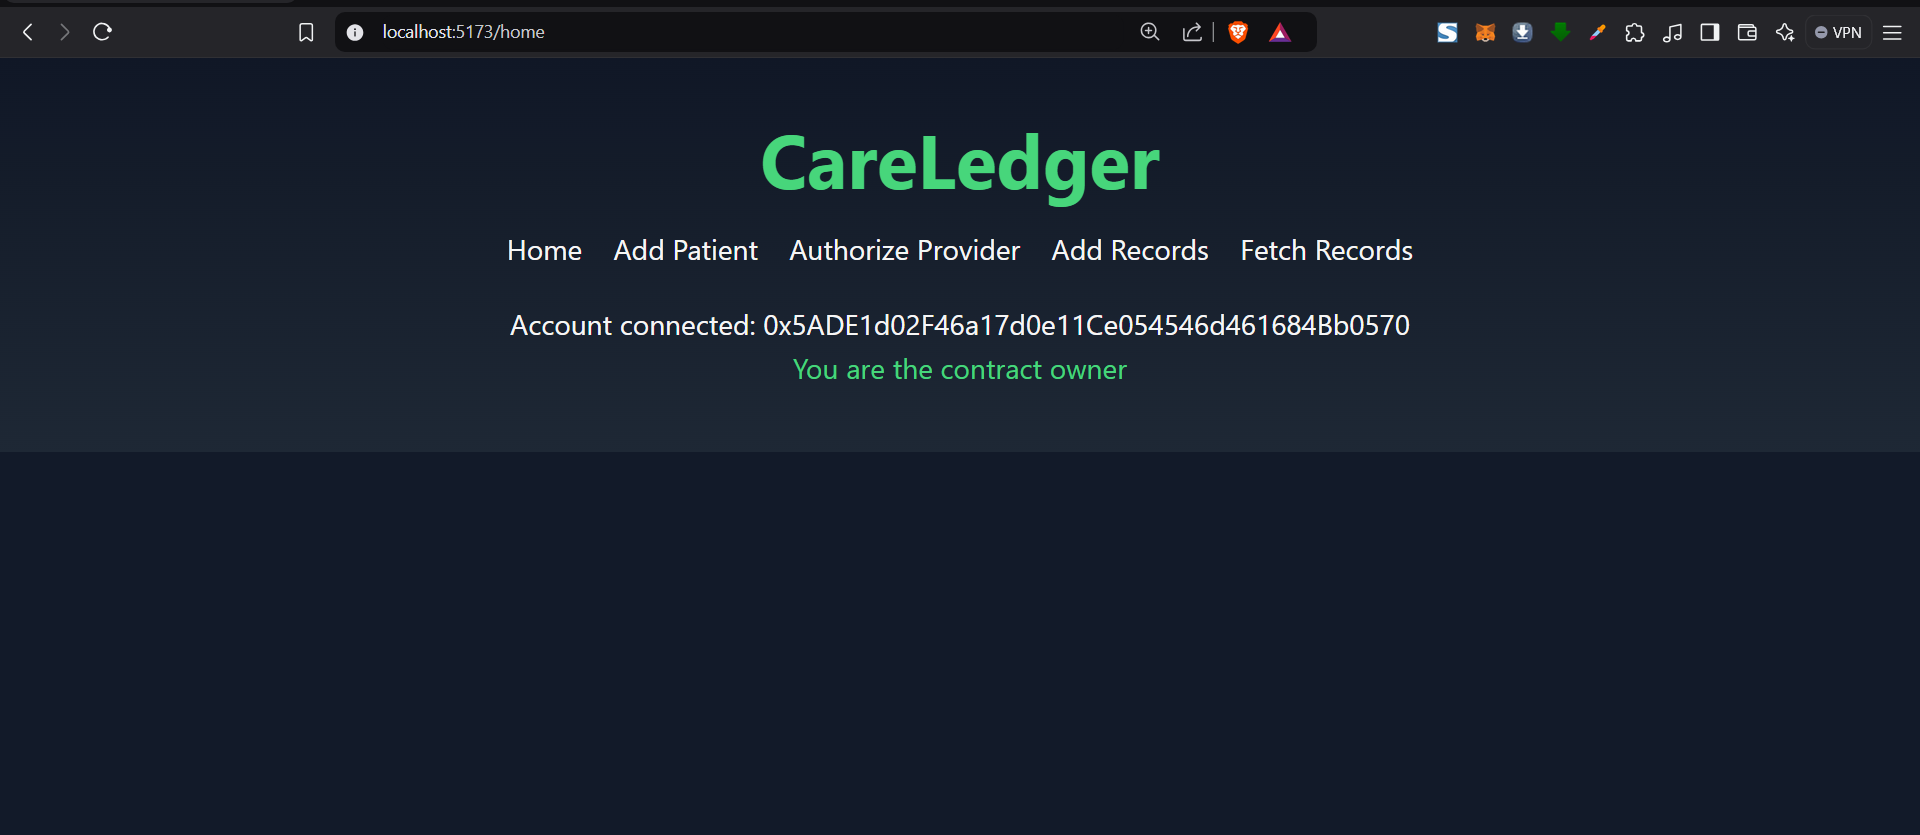 localhost:5173/home
VPN
CareLedger
Home Add Patient Authorize Provider Add Records Fetch Records
Account connected: 0x5ADE1d02F46a17d0e11Ce054546d461684Bb0570
You are the contract owner